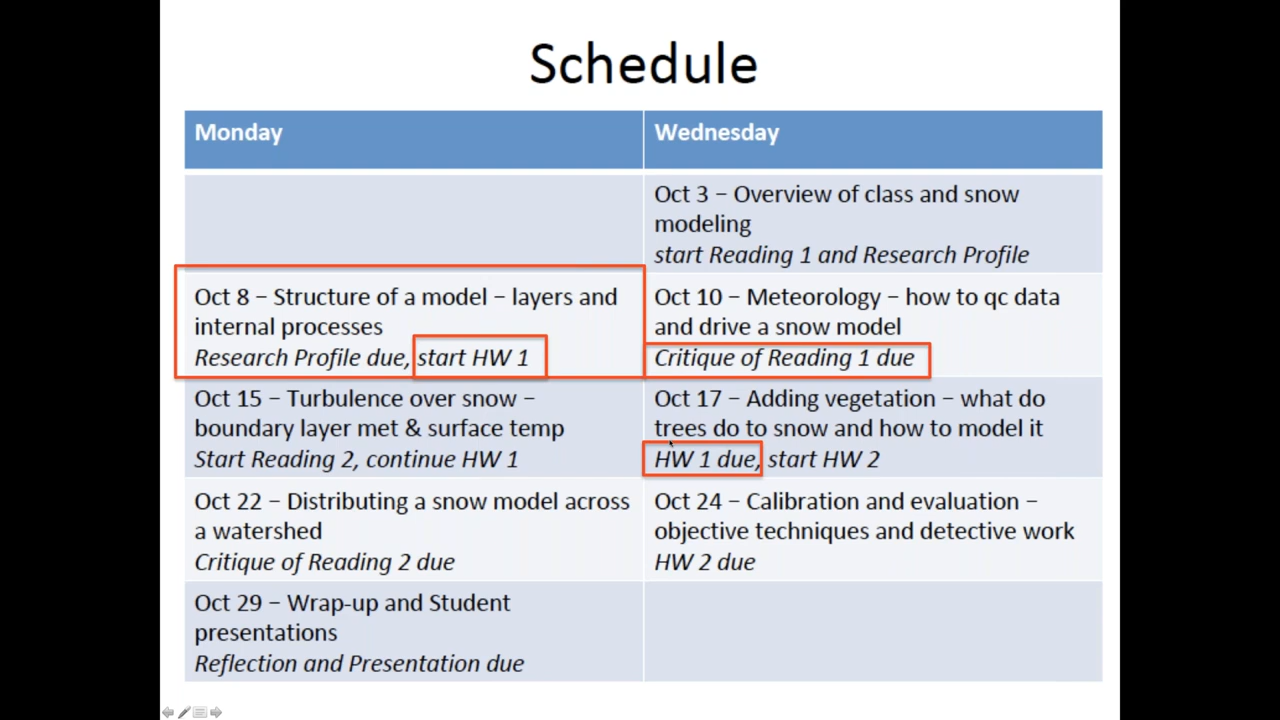 Schedule
Monday
Wednesday
Oct 3 – Overview of class and snow
modeling
start Reading 1 and Research Profile
Oct 8 – Structure of a model – layers and
internal processes
Research Profile due, start HW 1
Oct 10 – Meteorology – how to qc data
and drive a snow model
Critique of Reading 1 due
Oct 15 – Turbulence over snow –
boundary layer met & surface temp
Start Reading 2, continue HW 1
Oct 17 – Adding vegetation – what do
trees do to snow and how to model it
HW 1 due, start HW 2
Oct 22 – Distributing a snow model across
a watershed
Critique of Reading 2 due
Oct 24 – Calibration and evaluation –
objective techniques and detective work
HW 2 due
Oct 29 – Wrap-up and Student
presentations
Reflection and Presentation due